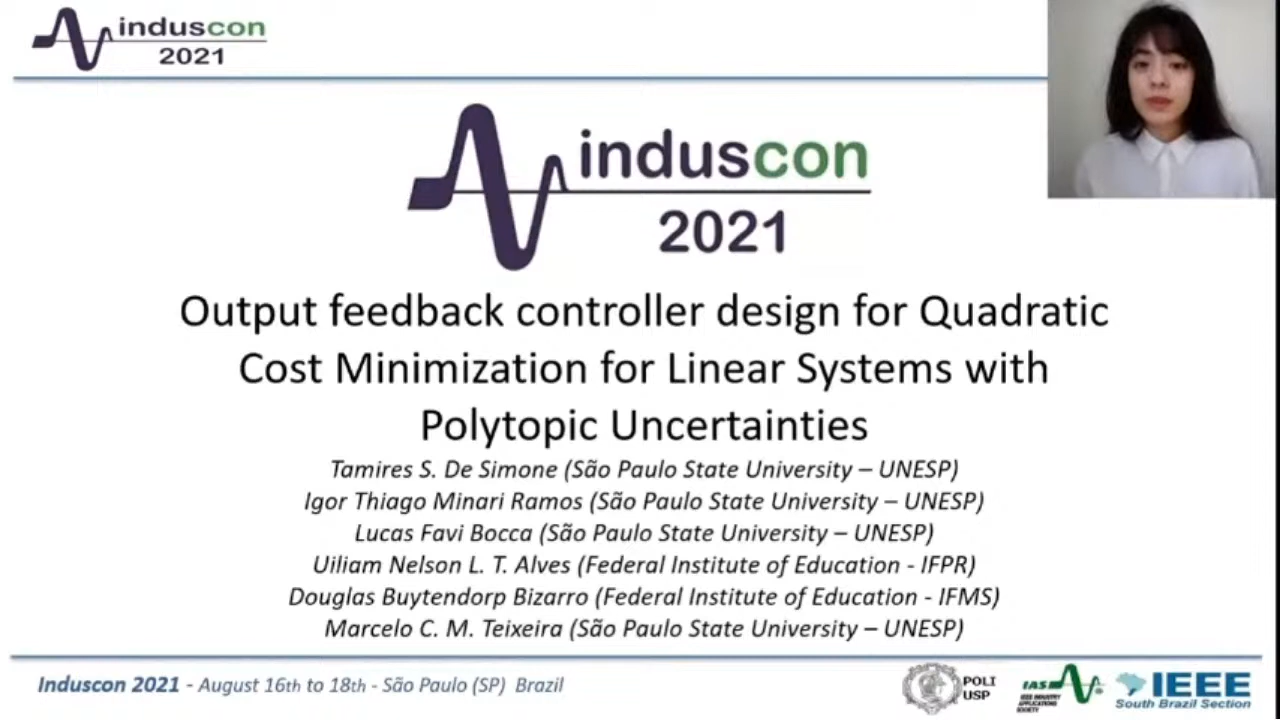 induscon
2021
induscon
2021
Output feedback controller design for Quadratic
Cost Minimization for Linear Systems with
Polytopic Uncertainties
Tamires S. De Simone (São Paulo State University – UNESP)
Igor Thiago Minari Ramos (São Paulo State University – UNESP)
Lucas Favi Bocca (São Paulo State University – UNESP)
Uiliam Nelson L. T. Alves (Federal Institute of Education - IFPR)
Douglas Buytendorp Bizarro (Federal Institute of Education - IFMS)
Marcelo C. M. Teixeira (São Paulo State University – UNESP)
Induscon 2021 - August 16th to 18th - São Paulo (SP) Brazil
POLI
USP
IAS
IEEE INDUSTRY
APPLICATIONS
SOCIETY
IEEE
South Brazil Section